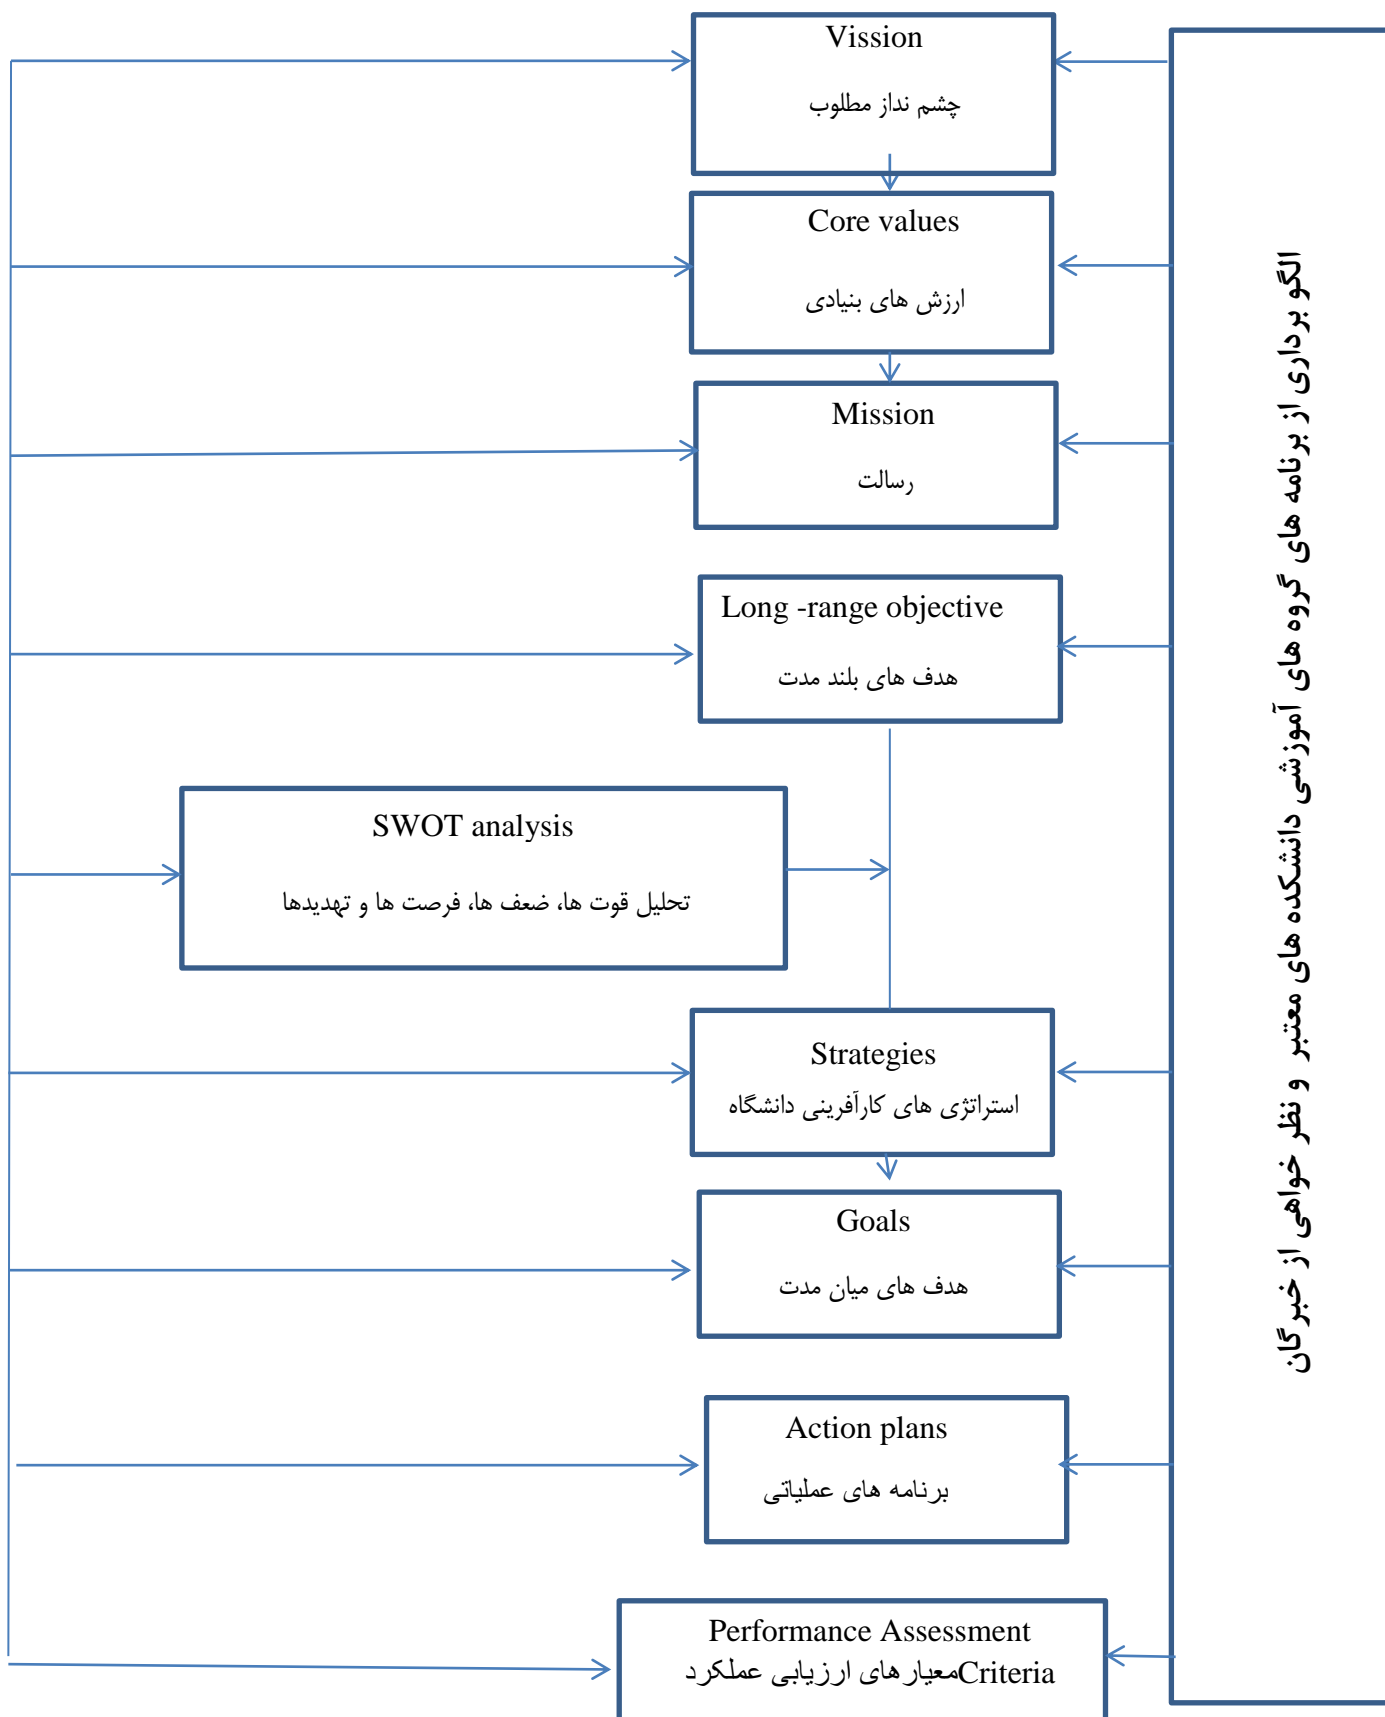 Vission
چشم نداز مطلوب
Core values
ارزش های بنیادی
Mission
رسالت
Long -range objective
هدف های بلند مدت
SWOT analysis
تحلیل قوت ها، ضعف ها، فرصت ها و تهدیدها
Strategies
استراتژی های کارآفرینی دانشگاه
Goals
هدف های میان مدت
Action plans
برنامه های عملیاتی
Performance Assessment
Criteriaمعیارهای ارزیابی عملکرد
الگو برداری از برنامه های گروه های آموزشی دانشکده های معتبر و نظر خواهی از خبرگان